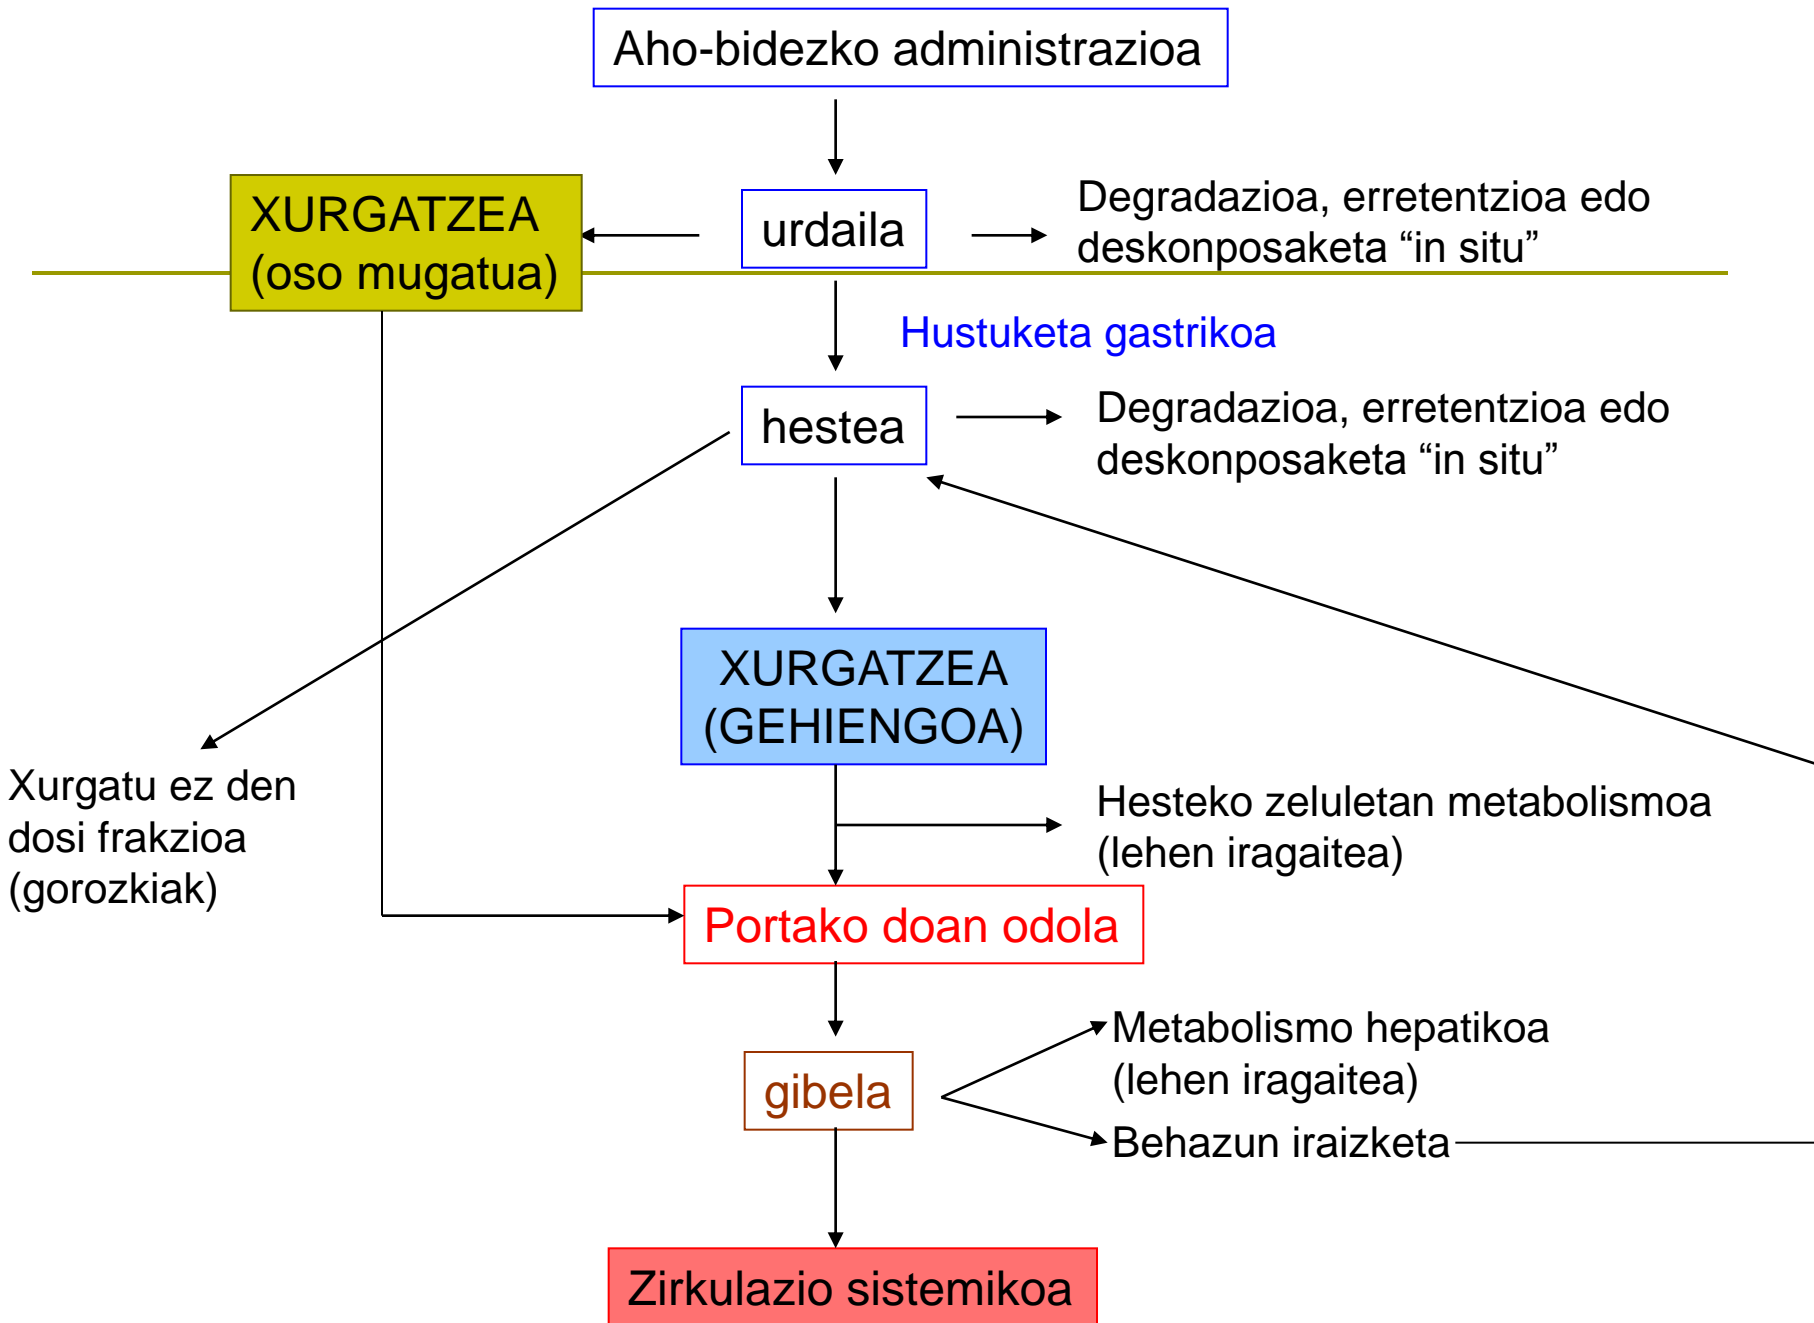 Aho-bidezko administrazioa
XURGATZEA
(oso mugatua)
urdaila
Degradazioa, erretentzioa edo
deskonposaketa “in situ”
Hustuketa gastrikoa
hestea
Degradazioa, erretentzioa edo
deskonposaketa “in situ”
XURGATZEA
(GEHIENGOA)
Xurgatu ez den
dosi frakzioa
(gorozkiak)
Hesteko zeluletan metabolismoa
(lehen iragaitea)
Portako doan odola
Metabolismo hepatikoa
(lehen iragaitea)
gibela
Behazun iraizketa
Zirkulazio sistemikoa